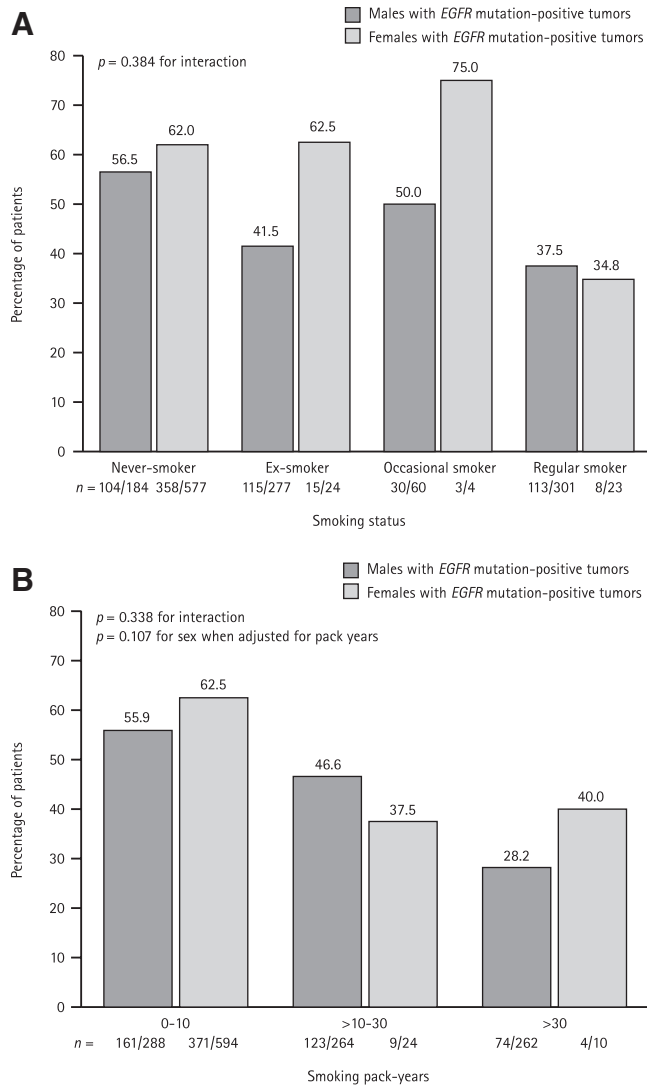 A
Males with EGFR mutation-positive tumors
Females with EGFR mutation-positive tumors
p = 0.384 for interaction
Percentage of patients
80
70
60
50
40
30
20
10
0
56.5
62.0
41.5
62.5
50.0
75.0
37.5
34.8
Never-smoker Ex-smoker Occasional smoker Regular smoker
n = 104/184 358/577 115/277 15/24 30/60 3/4 113/301 8/23
Smoking status
B
Males with EGFR mutation-positive tumors
Females with EGFR mutation-positive tumors
p = 0.338 for interaction
p = 0.107 for sex when adjusted for pack years
Percentage of patients
80
70
60
50
40
30
20
10
0
55.9
62.5
46.6
37.5
28.2
40.0
0-10 >10-30 >30
n = 161/288 371/594 123/264 9/24 74/262 4/10
Smoking pack-years